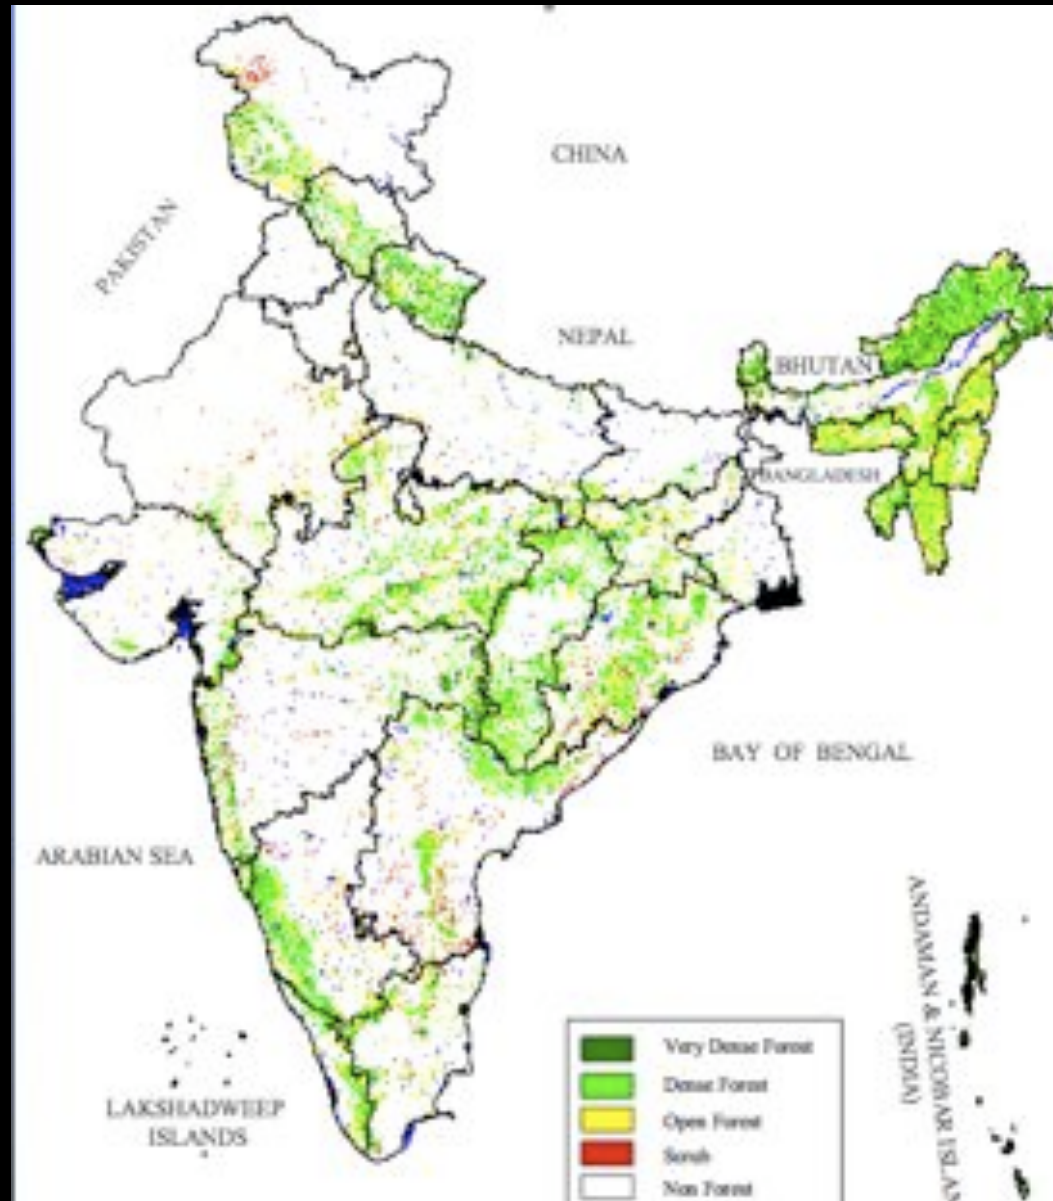 CHINA
PAKISTAN
NEPAL
BHUTAN
BANGLADESH
BAY OF BENGAL
ARABIAN SEA
ANDAMAN & NICOBAR ISLA
(INDIA)
LAKSHADWEEP
ISLANDS
Very Dense Forest
Dense Forest
Open Forest
Scrub
Non Forest